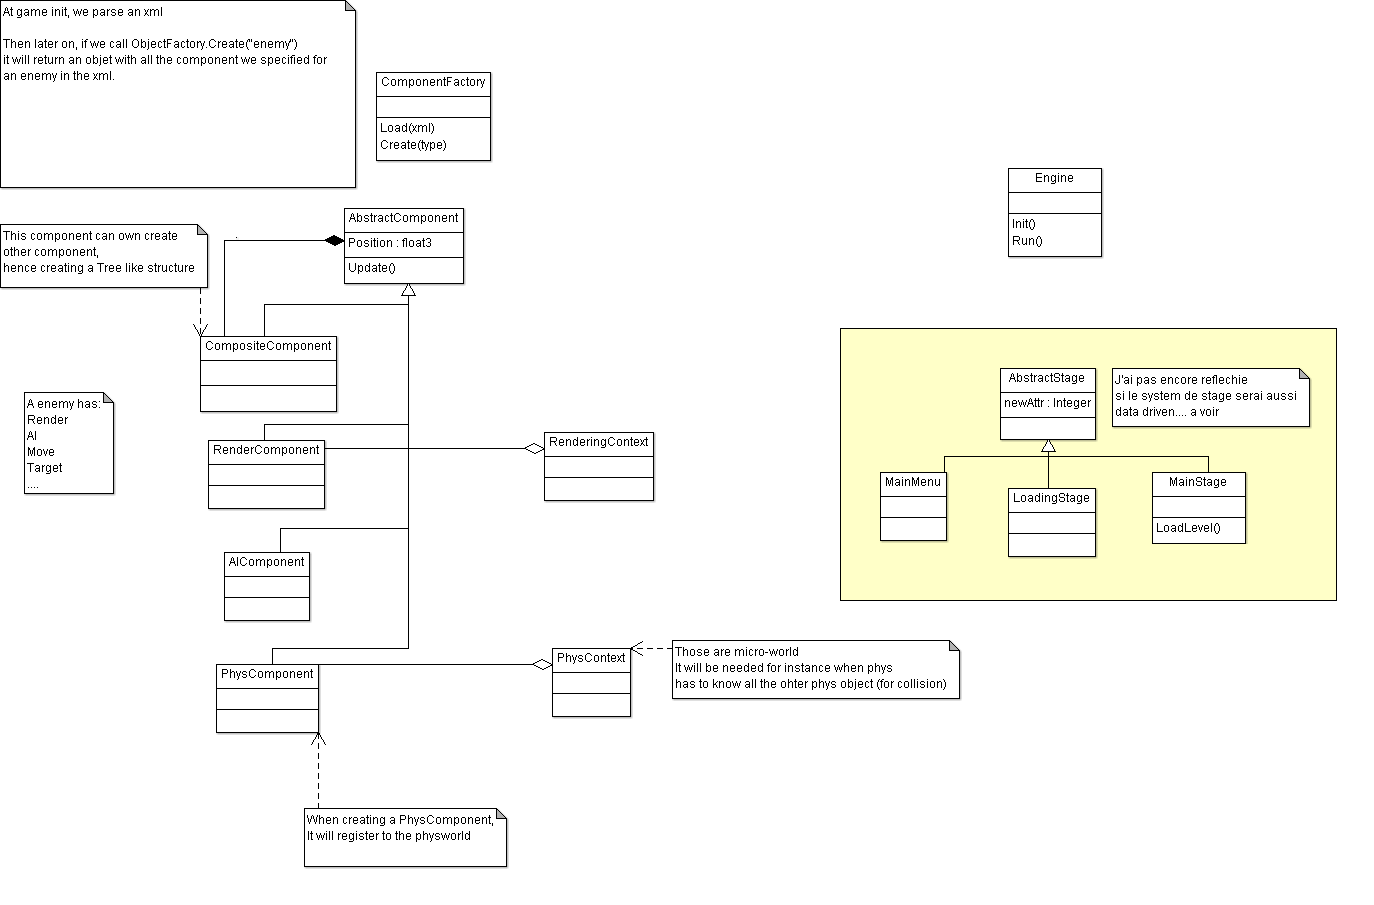 At game init, we parse an xml
Then later on, if we call ObjectFactory.Create("enemy")
it will return an objet with all the component we specified for
an enemy in the xml.
ComponentFactory
Load(xml)
Create(type)
Engine
Init()
Run()
AbstractComponent
Position : float3
Update()
This component can own create
other component,
hence creating a Tree like structure
CompositeComponent
A enemy has:
Render
AI
Move
Target
....
RenderComponent
RenderingContext
AIComponent
PhysComponent
PhysContext
Those are micro-world
It will be needed for instance when phys
has to know all the ohter phys object (for collision)
When creating a PhysComponent,
It will register to the physworld
AbstractStage
newAttr : Integer
J'ai pas encore reflechie
si le system de stage serai aussi
data driven.... a voir
MainMenu
LoadingStage
MainStage
LoadLevel()